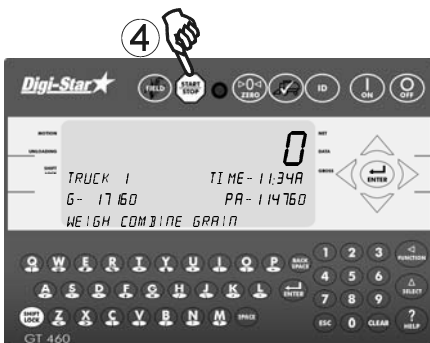 4
Digi-Star
FIELD START STOP >0< ZERO ID ON OFF
MOTION NET
UNLOADING DATA
SHIFT LOCK GROSS
0
ENTER
TRUCK 1 TIME-11:34A
G- 17160 PA-114760
WEIGH COMBINE GRAIN
Q W E R T Y U I O P BACK SPACE 1 2 3 FUNCTION
A S D F G H J K L ENTER 4 5 6 SELECT
7 8 9
SHIFT LOCK Z X C V B N M SPACE ESC 0 CLEAR ? HELP
GT 460